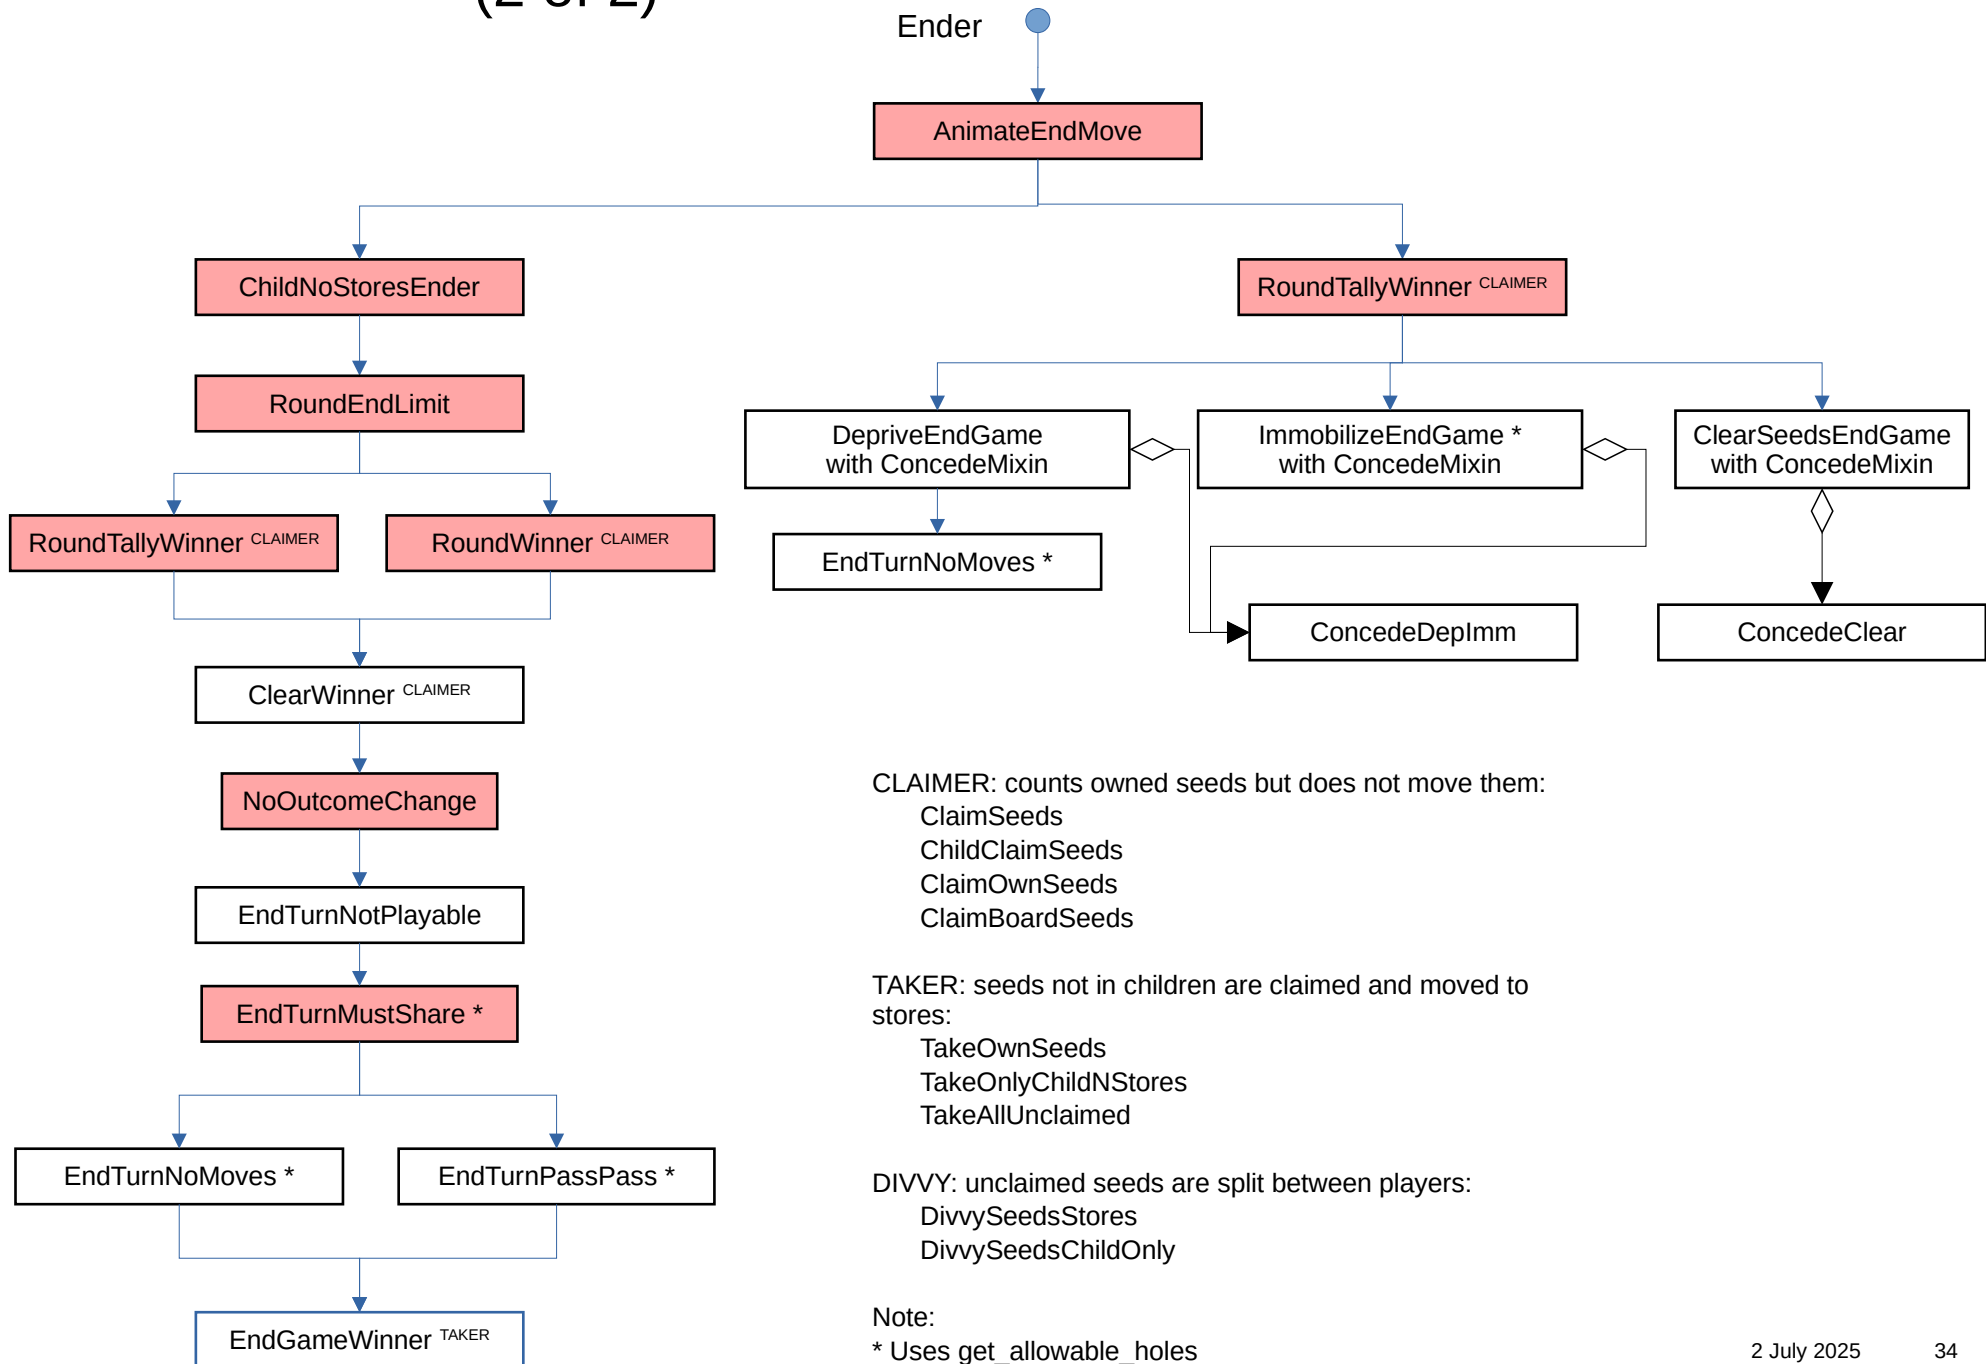 (2 of 2)
Ender
AnimateEndMove
ChildNoStoresEnder
RoundTallyWinner CLAIMER
RoundEndLimit
DepriveEndGame
with ConcedeMixin
ImmobilizeEndGame *
with ConcedeMixin
ClearSeedsEndGame
with ConcedeMixin
RoundTallyWinner CLAIMER
RoundWinner CLAIMER
EndTurnNoMoves *
ConcedeDepImm
ConcedeClear
ClearWinner CLAIMER
NoOutcomeChange
EndTurnNotPlayable
EndTurnMustShare *
EndTurnNoMoves *
EndTurnPassPass *
EndGameWinner TAKER
CLAIMER: counts owned seeds but does not move them:
ClaimSeeds
ChildClaimSeeds
ClaimOwnSeeds
ClaimBoardSeeds
TAKER: seeds not in children are claimed and moved to
stores:
TakeOwnSeeds
TakeOnlyChildNStores
TakeAllUnclaimed
DIVVY: unclaimed seeds are split between players:
DivvySeedsStores
DivvySeedsChildOnly
Note:
* Uses get_allowable_holes
2 July 2025
34